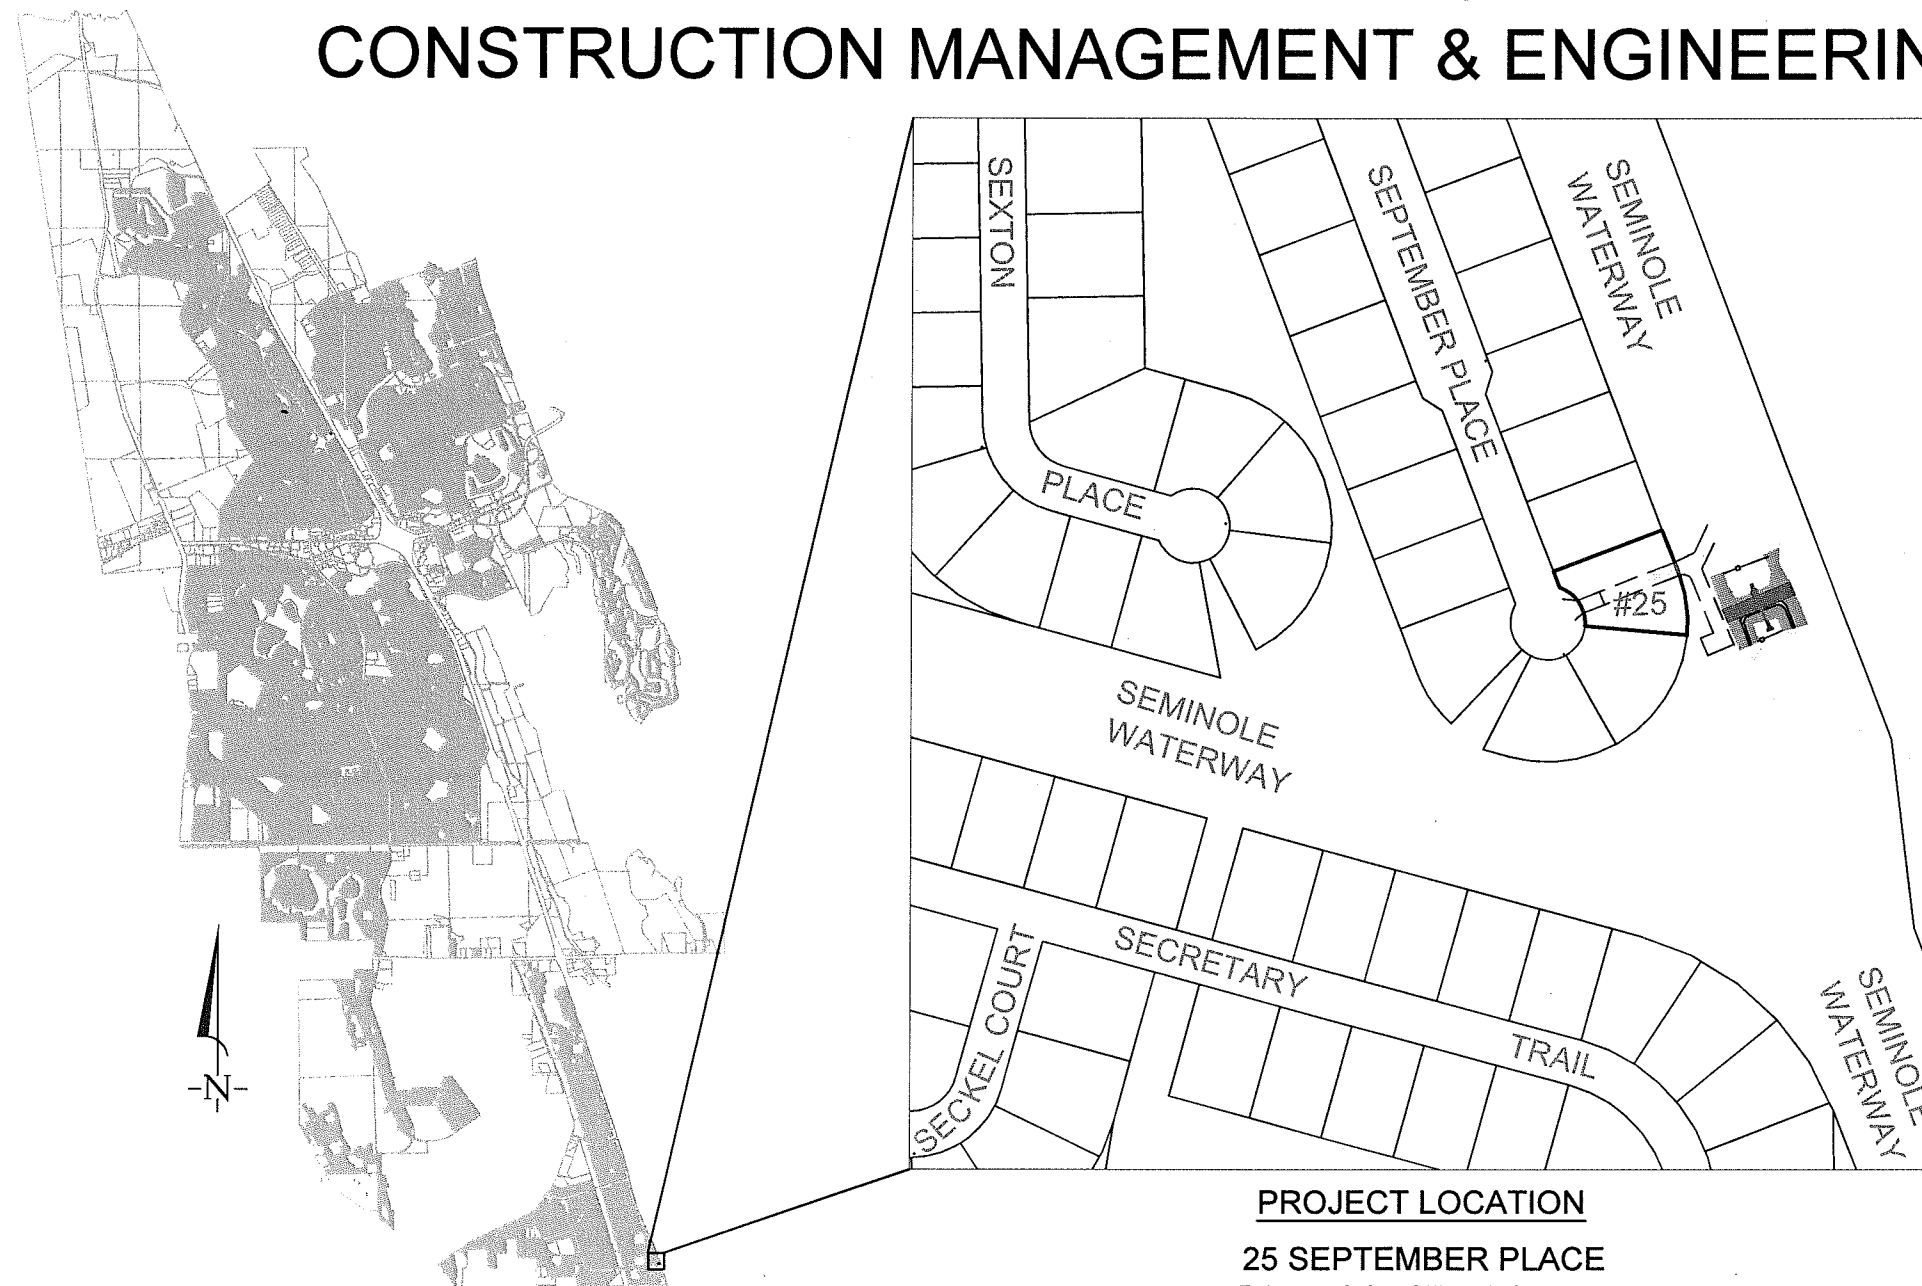 CONSTRUCTION MANAGEMENT & ENGINEERIN
SEXTON
PLACE
SEPTEMBER PLACE
SEMINOLE
WATERWAY
#25
SEMINOLE
WATERWAY
SECRETARY
TRAIL
SECKEL COURT
SEMINOLE
WATERWAY
-N-
PROJECT LOCATION
25 SEPTEMBER PLACE